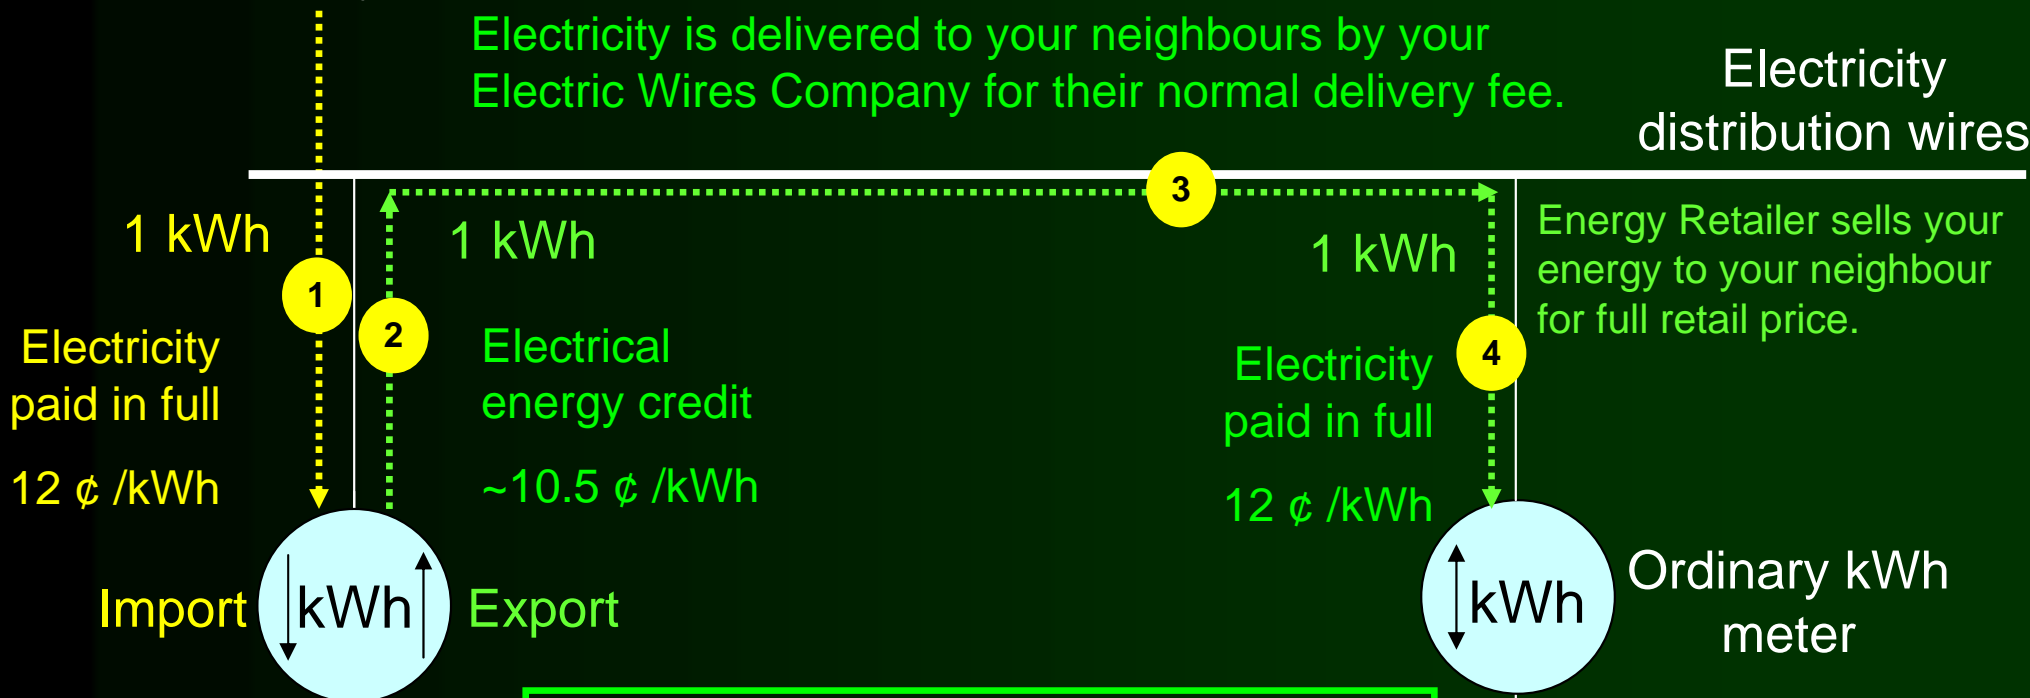 Electricity is delivered to your neighbours by your
Electric Wires Company for their normal delivery fee.
Electricity
distribution wires
3
1 kWh
1 kWh
1 kWh
Energy Retailer sells your
energy to your neighbour
for full retail price.
1
2
4
Electricity
paid in full
12 ¢ /kWh
Electrical
energy credit
~10.5 ¢ /kWh
Electricity
paid in full
12 ¢ /kWh
Import
kWh
Export
kWh
Ordinary kWh
meter